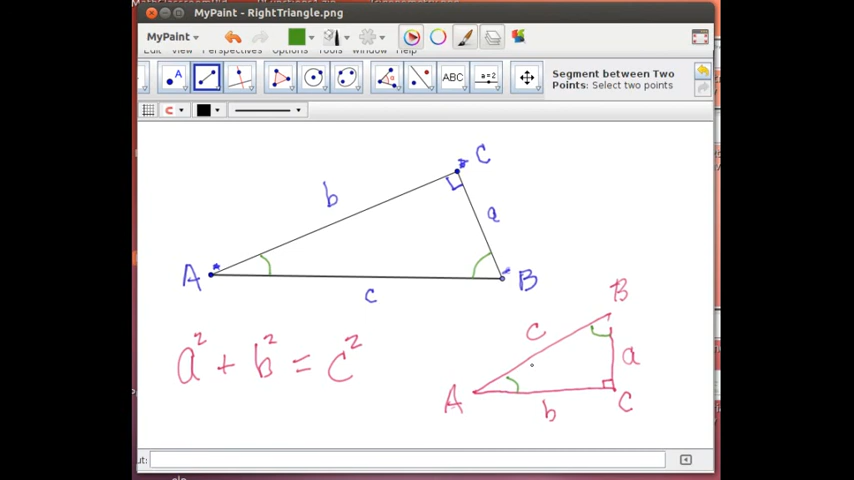 MyPaint - RightTriangle.png
MyPaint
Edit View Perspectives Options Tools Window Help
A
ABC
a=2
Segment between Two
Points: Select two points
C
b
a
A
B
c
B
a² + b² = c²
c
a
A
b
C
ut: